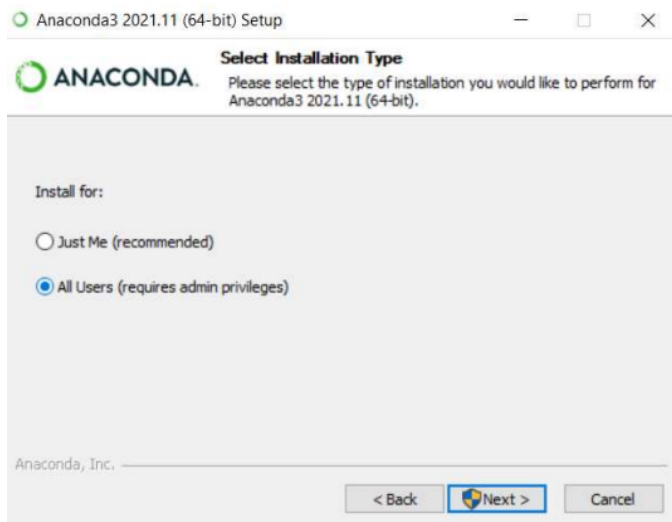 Anaconda3 2021.11 (64-bit) Setup
ANACONDA.
Select Installation Type
Please select the type of installation you would like to perform for
Anaconda3 2021.11 (64-bit).
Install for:
Just Me (recommended)
All Users (requires admin privileges)
Anaconda, Inc.
< Back
Next >
Cancel